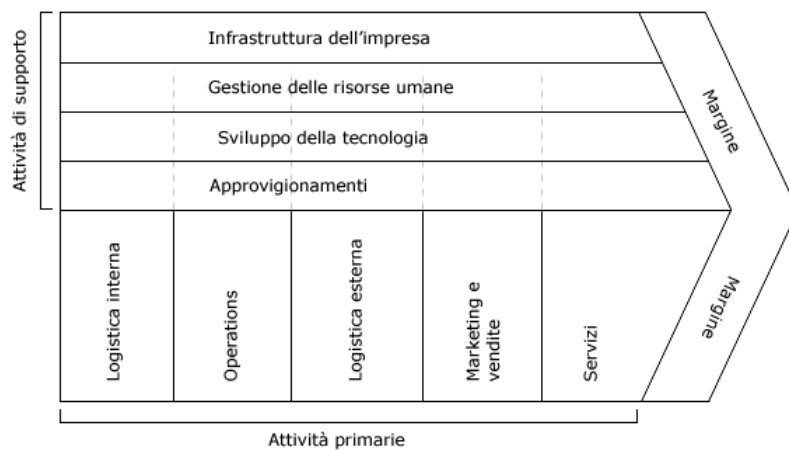 Attività di supporto
Infrastruttura dell'impresa
Gestione delle risorse umane
Sviluppo della tecnologia
Approvigionamenti
Margine
Logistica interna
Operations
Logistica esterna
Marketing e
vendite
Servizi
Margine
Attività primarie